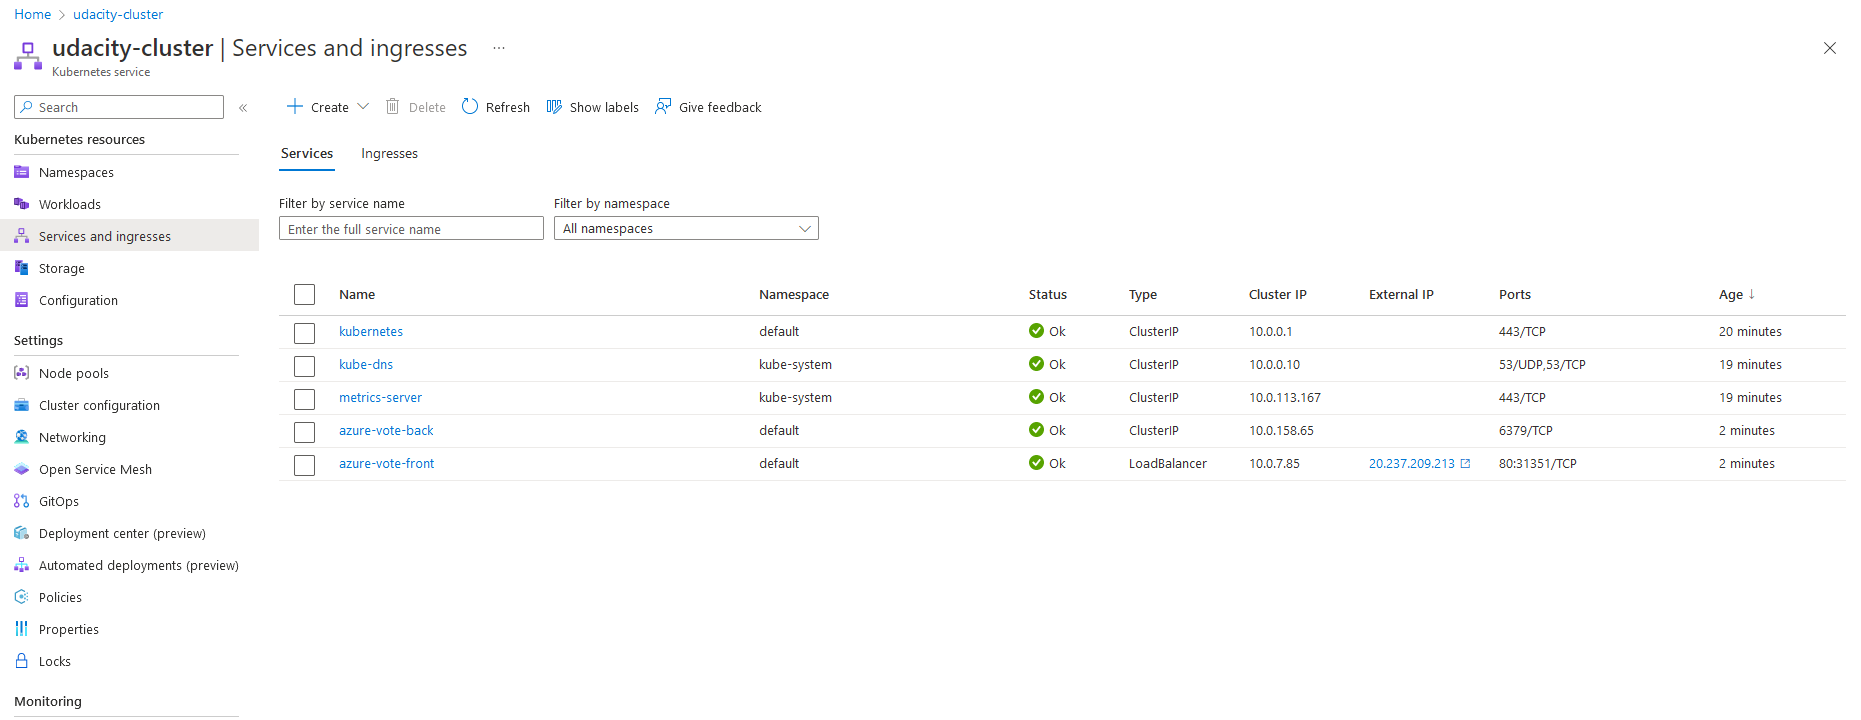 Home > udacity-cluster
udacity-cluster | Services and ingresses ...
Kubernetes service
Search «
Kubernetes resources
Namespaces
Workloads
Services and ingresses
Storage
Configuration
Settings
Node pools
Cluster configuration
Networking
Open Service Mesh
GitOps
Deployment center (preview)
Automated deployments (preview)
Policies
Properties
Locks
Monitoring
Create Delete Refresh Show labels Give feedback
Services Ingresses
Filter by service name Filter by namespace
Enter the full service name All namespaces
Name Namespace Status Type Cluster IP External IP Ports Age ↓
kubernetes default Ok ClusterIP 10.0.0.1 443/TCP 20 minutes
kube-dns kube-system Ok ClusterIP 10.0.0.10 53/UDP,53/TCP 19 minutes
metrics-server kube-system Ok ClusterIP 10.0.113.167 443/TCP 19 minutes
azure-vote-back default Ok ClusterIP 10.0.158.65 6379/TCP 2 minutes
azure-vote-front default Ok LoadBalancer 10.0.7.85 20.237.209.213 80:31351/TCP 2 minutes